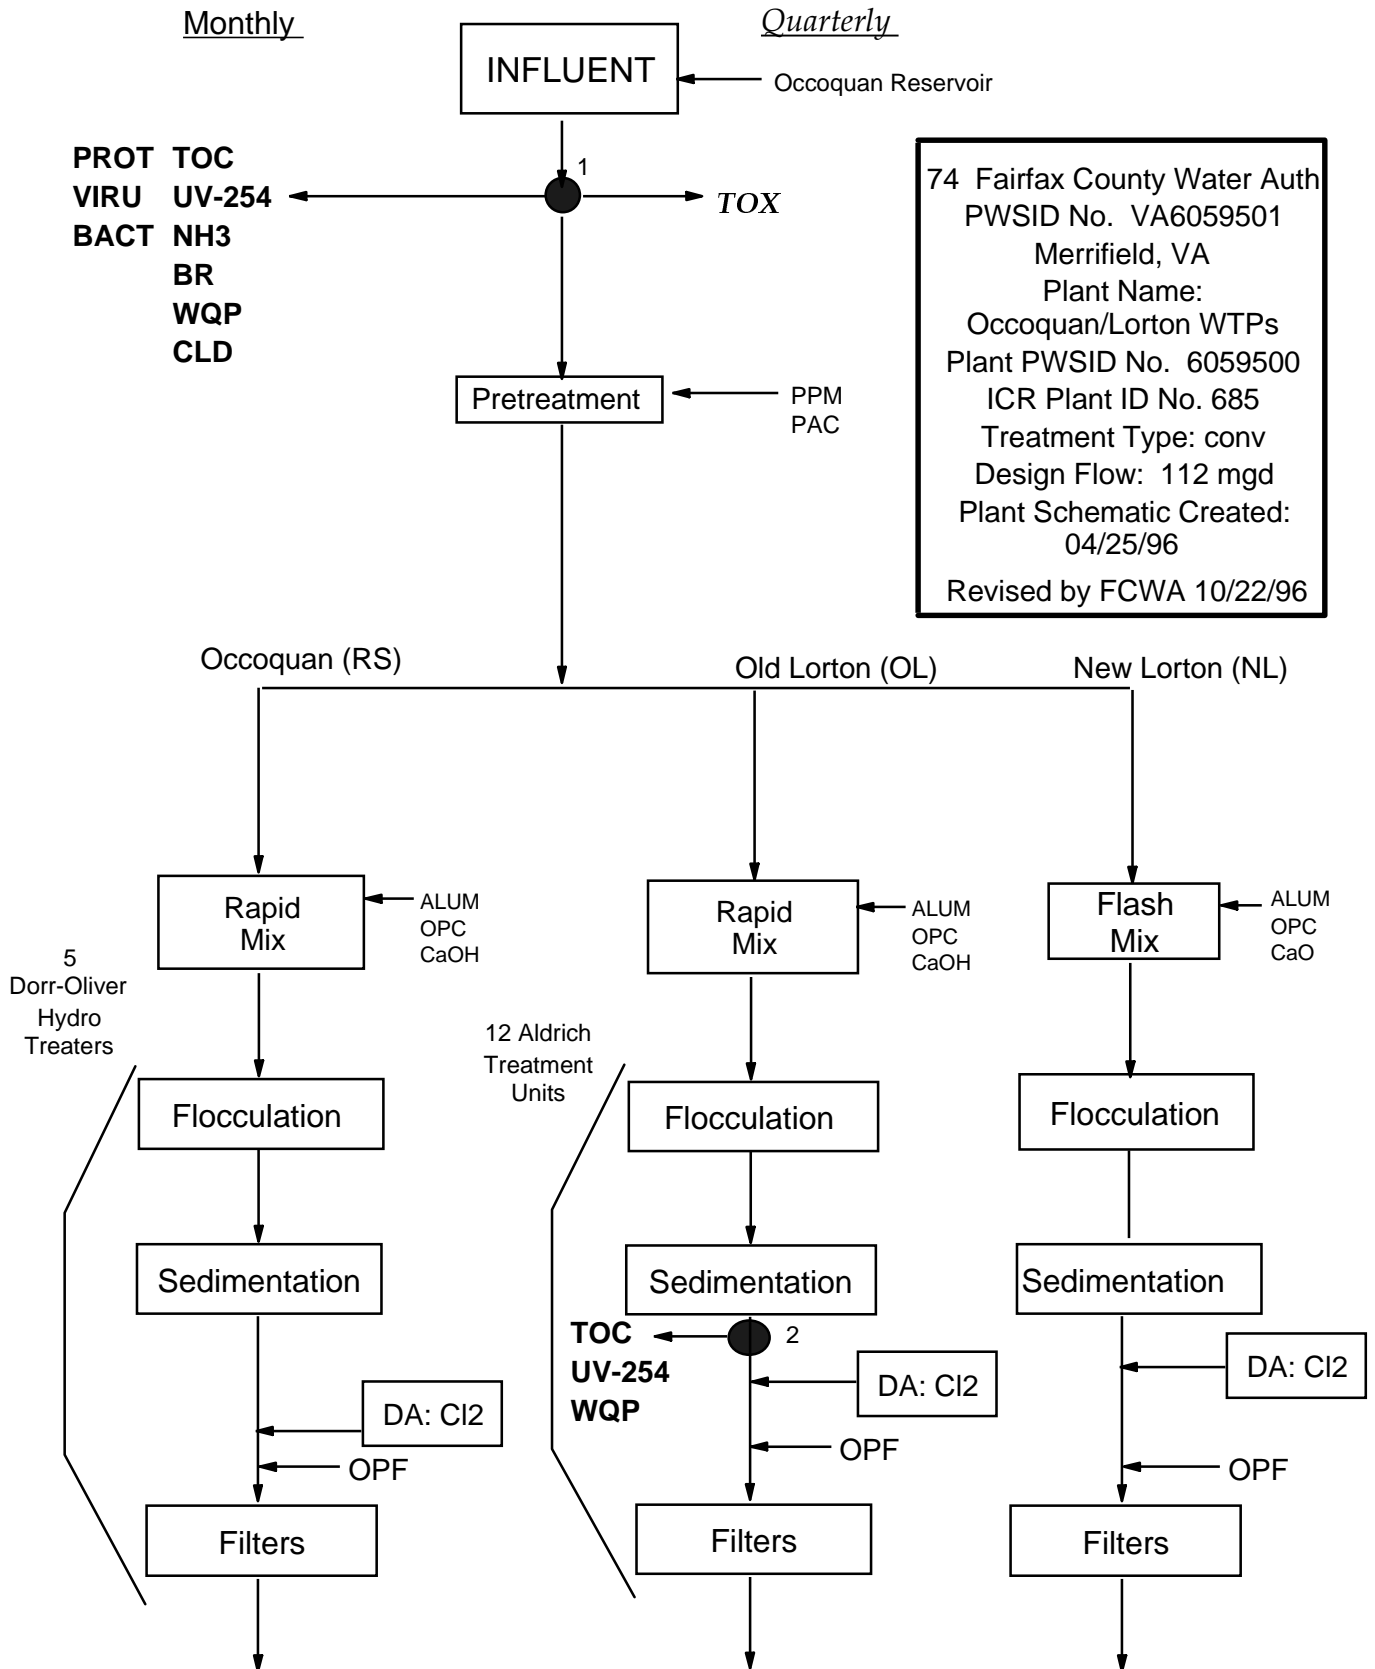 Monthly
Quarterly
INFLUENT
Occoquan Reservoir
1
PROT TOC
VIRU UV-254
BACT NH3
BR
WQP
CLD
TOX
74 Fairfax County Water Auth
PWSID No. VA6059501
Merrifield, VA
Plant Name:
Occoquan/Lorton WTPs
Plant PWSID No. 6059500
ICR Plant ID No. 685
Treatment Type: conv
Design Flow: 112 mgd
Plant Schematic Created:
04/25/96
Revised by FCWA 10/22/96
Pretreatment
PPM
PAC
Occoquan (RS)
Old Lorton (OL)
New Lorton (NL)
Rapid
Mix
ALUM
OPC
CaOH
Rapid
Mix
ALUM
OPC
CaOH
Flash
Mix
ALUM
OPC
CaO
5
Dorr-Oliver
Hydro
Treaters
12 Aldrich
Treatment
Units
Flocculation
Flocculation
Flocculation
Sedimentation
Sedimentation
Sedimentation
TOC
UV-254
WQP
2
DA: Cl2
DA: Cl2
DA: Cl2
OPF
OPF
OPF
Filters
Filters
Filters